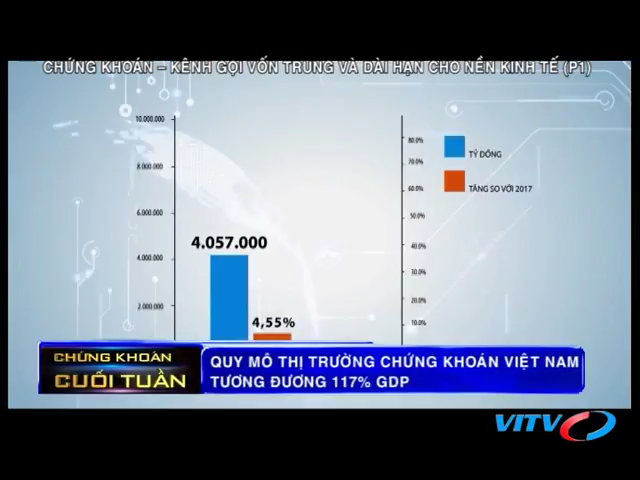 CHỨNG KHOÁN – KÊNH GỌI VỐN TRUNG VÀ DÀI HẠN CHO NỀN KINH TẾ (P1)
10.000.000
8.000.000
6.000.000
4.000.000
2.000.000
4.057.000
4,55%
80.0%
70.0%
60.0%
50.0%
40.0%
30.0%
20.0%
10.0%
TỶ ĐỒNG
TĂNG SO VỚI 2017
CHỨNG KHOÁN
CUỐI TUẦN
QUY MÔ THỊ TRƯỜNG CHỨNG KHOÁN VIỆT NAM
TƯƠNG ĐƯƠNG 117% GDP
VITV